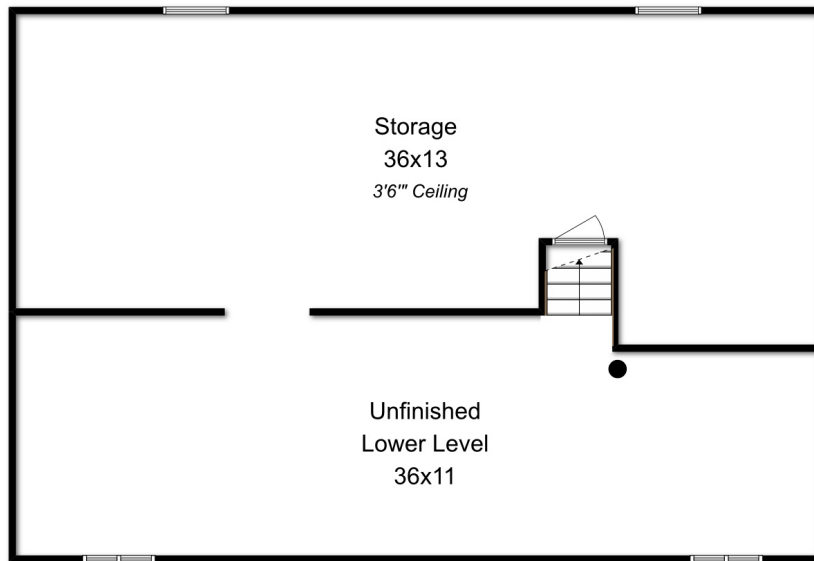 Storage
36x13
3'6'" Ceiling
Unfinished
Lower Level
36x11